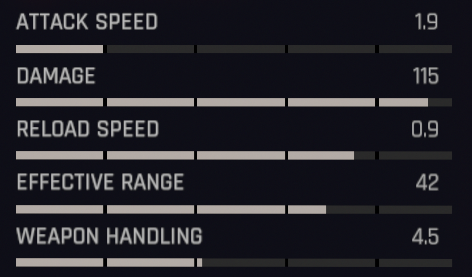 ATTACK SPEED 1.9
DAMAGE 115
RELOAD SPEED 0.9
EFFECTIVE RANGE 42
WEAPON HANDLING 4.5